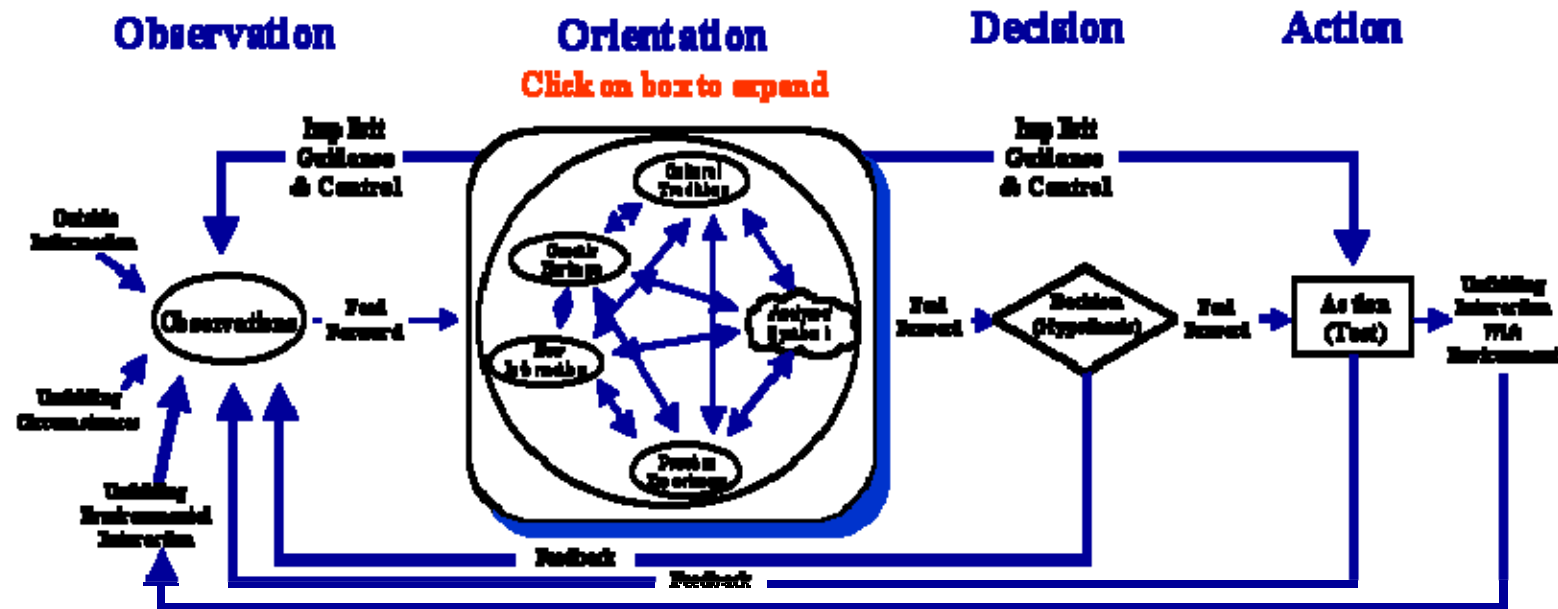 Observation
Orientation
Decision
Action
Click on box to expand
Implicit
Guidance
& Control
Implicit
Guidance
& Control
Outside
Information
Cultural
Traditions
Genetic
Heritage
Observations
Feed
Forward
Analyses/
Synthesis
New
Information
Previous
Experiences
Feed
Forward
Decision
(Hypothesis)
Feed
Forward
Action
(Test)
Unfolding
Interaction
With
Environment
Unfolding
Circumstances
Unfolding
Environmental
Interaction
Feedback
Feedback